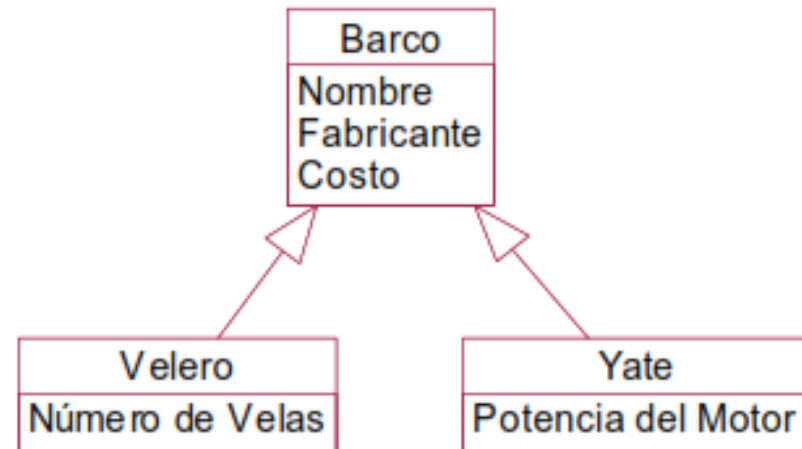 Barco
Nombre
Fabricante
Costo
Velero
Número de Velas
Yate
Potencia del Motor